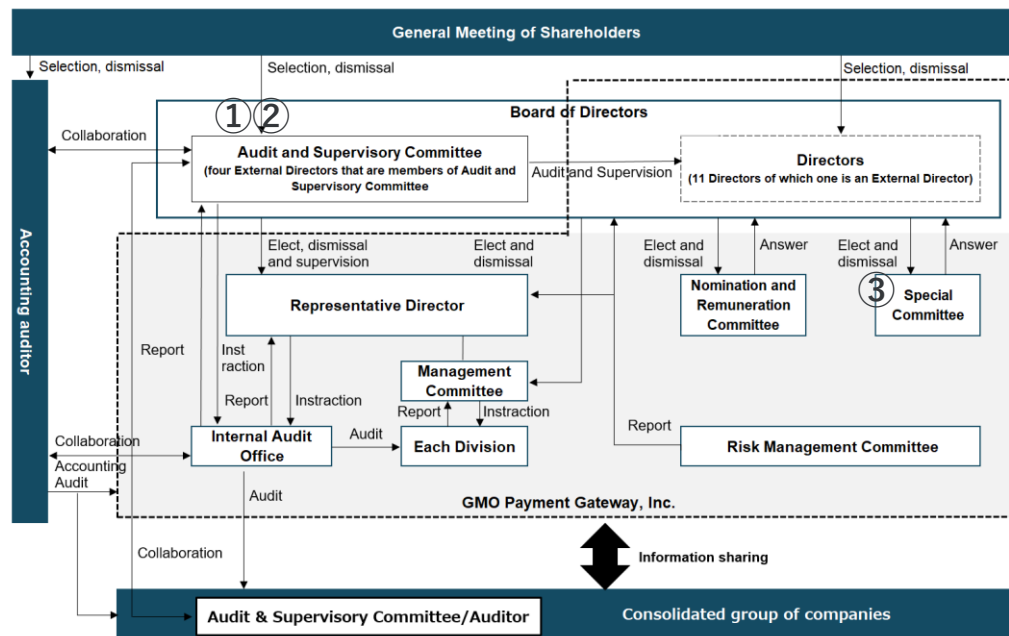 General Meeting of Shareholders
Selection, dismissal
Selection, dismissal
Selection, dismissal
Board of Directors
① ②
Collaboration
Audit and Supervisory Committee
(four External Directors that are members of Audit and
Supervisory Committee
Audit and Supervision
Directors
(11 Directors of which one is an External Director)
Accounting auditor
Elect, dismissal
and supervision
Elect and
dismissal
Elect and
dismissal
Answer
Elect and
dismissal
Answer
Representative Director
Nomination and
Remuneration
Committee
③
Special
Committee
Report
Inst
raction
Report
Instraction
Management
Committee
Report
Instraction
Internal Audit
Office
Audit
Each Division
Report
Risk Management Committee
Collaboration
Accounting
Audit
Audit
GMO Payment Gateway, Inc.
Collaboration
Information sharing
Audit & Supervisory Committee/Auditor
Consolidated group of companies